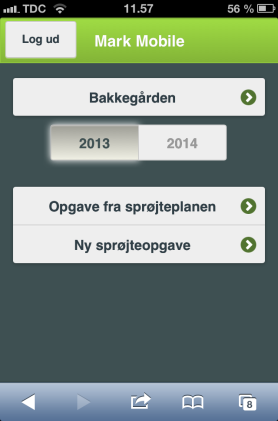 TDC 11.57 56 %
Log ud Mark Mobile
Bakkegården
2013 2014
Opgave fra sprøjteplanen
Ny sprøjteopgave
8